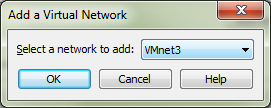 Add a Virtual Network
Select a network to add: VMnet3
OK Cancel Help